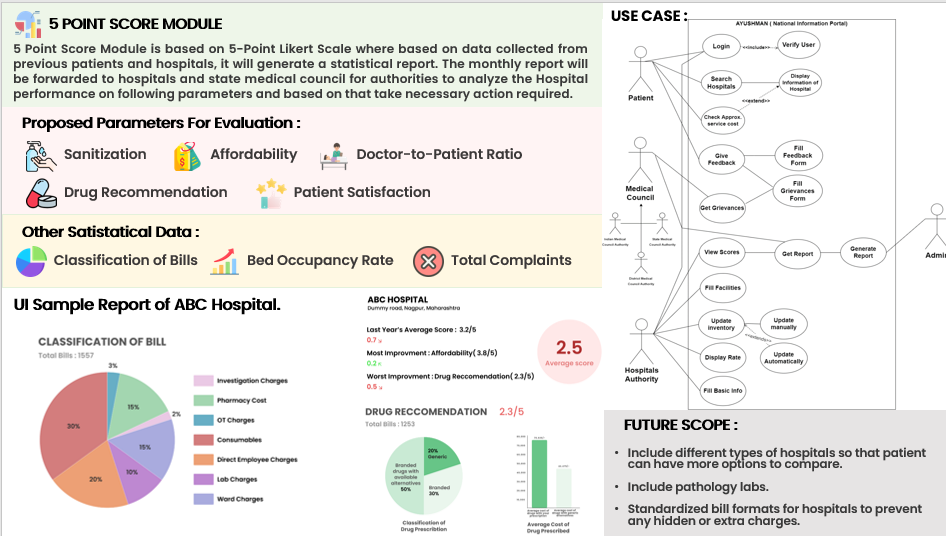 5 POINT SCORE MODULE
5 Point Score Module is based on 5-Point Likert Scale where based on data collected from
previous patients and hospitals, it will generate a statistical report. The monthly report will
be forwarded to hospitals and state medical council for authorities to analyze the Hospital
performance on following parameters and based on that take necessary action required.
Proposed Parameters For Evaluation :
Sanitization
Affordability
Doctor-to-Patient Ratio
Drug Recommendation
Patient Satisfaction
Other Satistatical Data :
Classification of Bills
Bed Occupancy Rate
Total Complaints
UI Sample Report of ABC Hospital.
CLASSIFICATION OF BILL
Total Bills : 1557
3%
15%
2%
15%
10%
20%
30%
Investigation Charges
Pharmacy Cost
OT Charges
Consumables
Direct Employee Charges
Lab Charges
Ward Charges
ABC HOSPITAL
Dummy road, Nagpur, Maharashtra
Last Year's Average Score : 3.2/5
0.7
Most Improvment : Affordability( 3.8/5)
0.2
Worst Improvment : Drug Reccomendation( 2.3/5)
0.5
2.5
Average score
DRUG RECCOMENDATION 2.3/5
Total Bills : 1253
20%
Generic
Branded
drugs with
available
alternatives
50%
Branded
30%
Classification of
Drug Prescribtion
Average Cost of
Drug Prescribed
USE CASE :
AYUSHMAN ( National Information Portal)
Patient
Medical
Council
Indian Medical
Council Authority
State Medical
Council Authority
District Medical
Council Authority
Hospitals
Authority
Admin
Login
<<include>>
Verify User
Search
Hospitals
Display
Information of
Hospital
<<extend>>
Check Approx.
service cost
Give
Feedback
Fill
Feedback
Form
Fill
Grievances
Form
Get Grievances
View Scores
Get Report
Generate
Report
Fill Facilities
Update
inventory
Update
manually
<<extend>>
Update
Automatically
Display Rate
Fill Basic Info
FUTURE SCOPE :
• Include different types of hospitals so that patient
can have more options to compare.
• Include pathology labs.
• Standardized bill formats for hospitals to prevent
any hidden or extra charges.